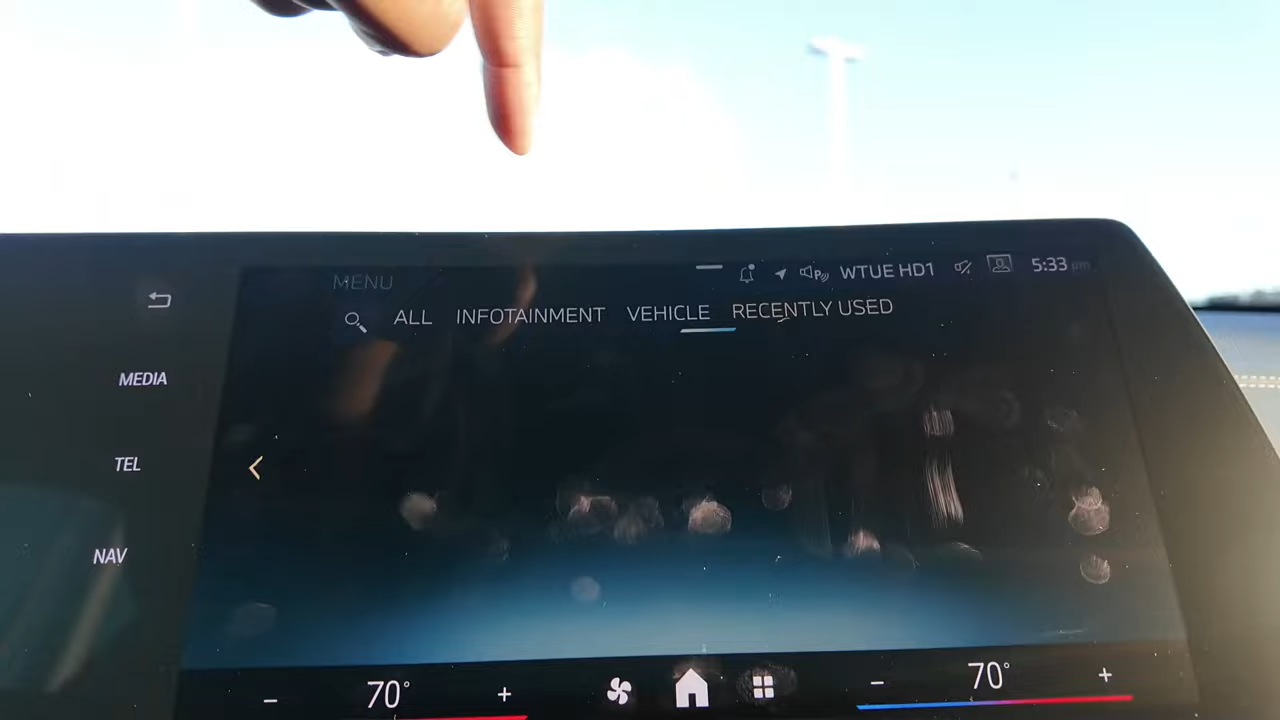 MENU
WTUE HD1
5:33 pm
ALL INFOTAINMENT VEHICLE RECENTLY USED
MEDIA
TEL
NAV
- 70° +
- 70° +